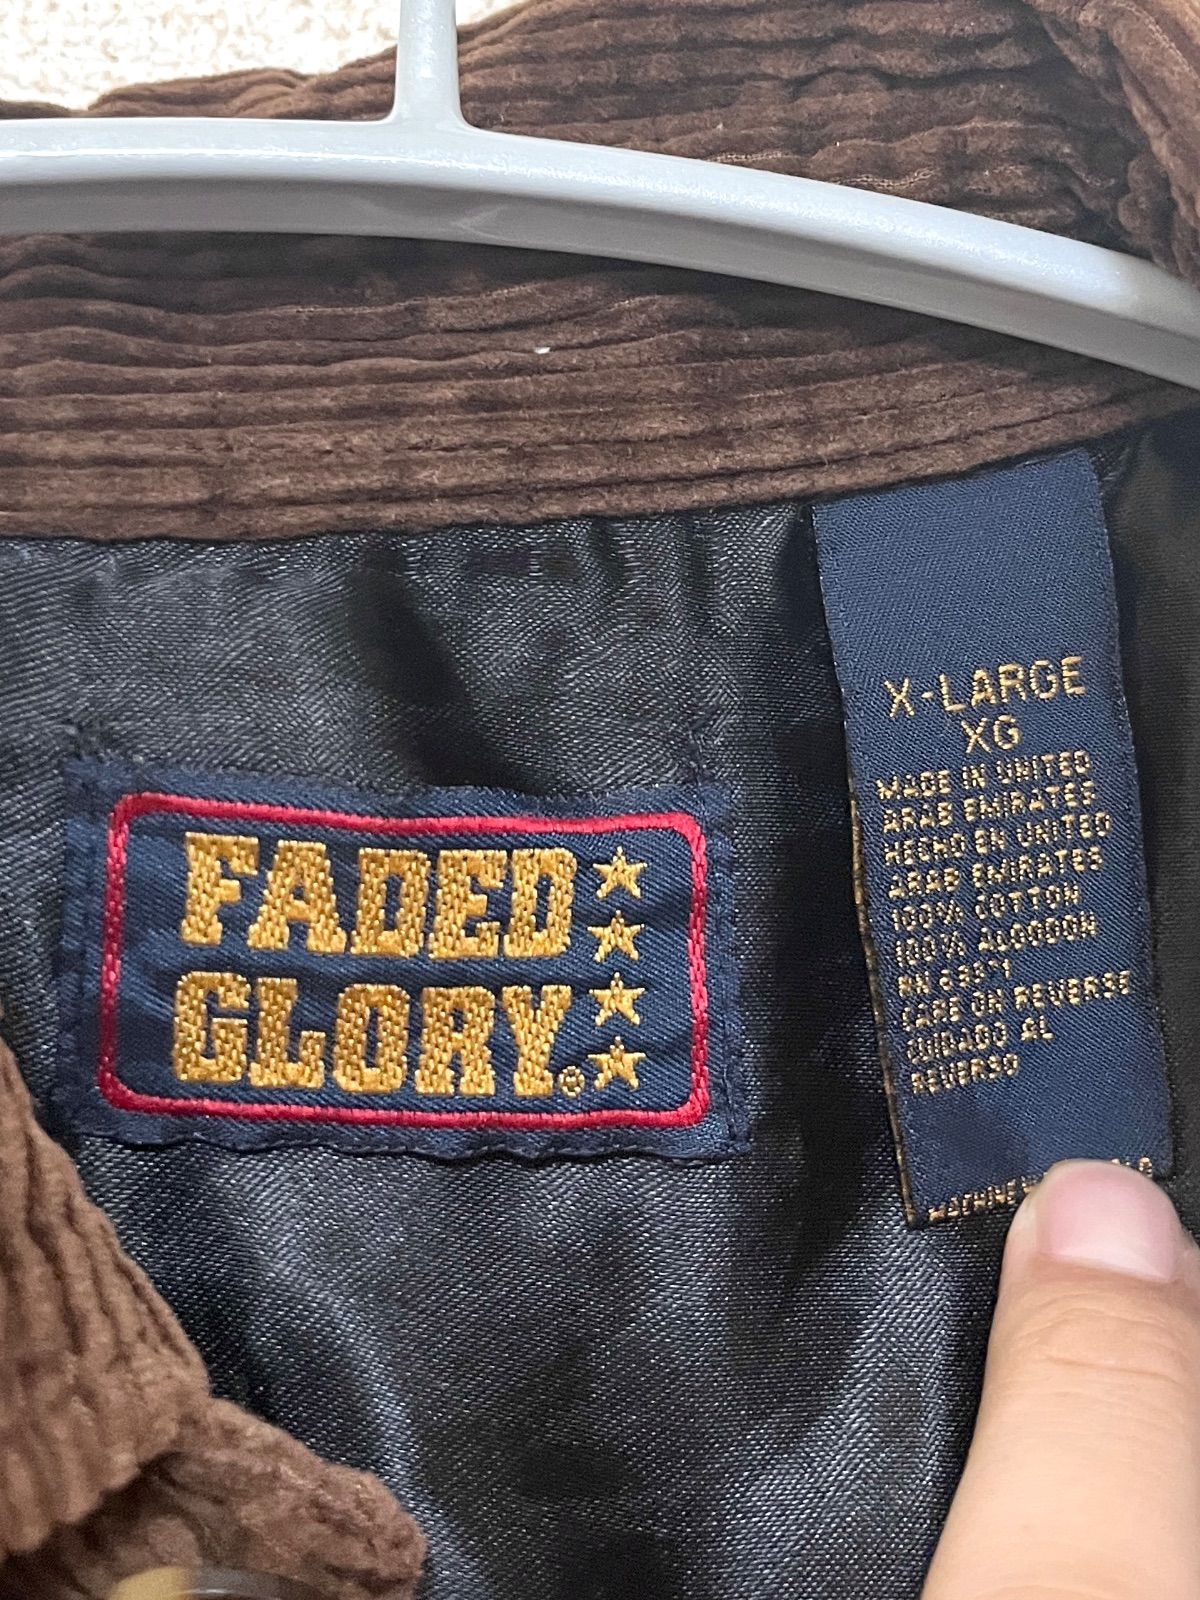 FADED
GLORY®
X-LARGE
XG
MADE IN UNITED
ARAB EMIRATES
HECHO EN UNITED
ARAB EMIRATES
100% COTTON
100% ALGODON
RN
CARE ON REVERSE
CUIDADO AL
REVERSO
MACHINE